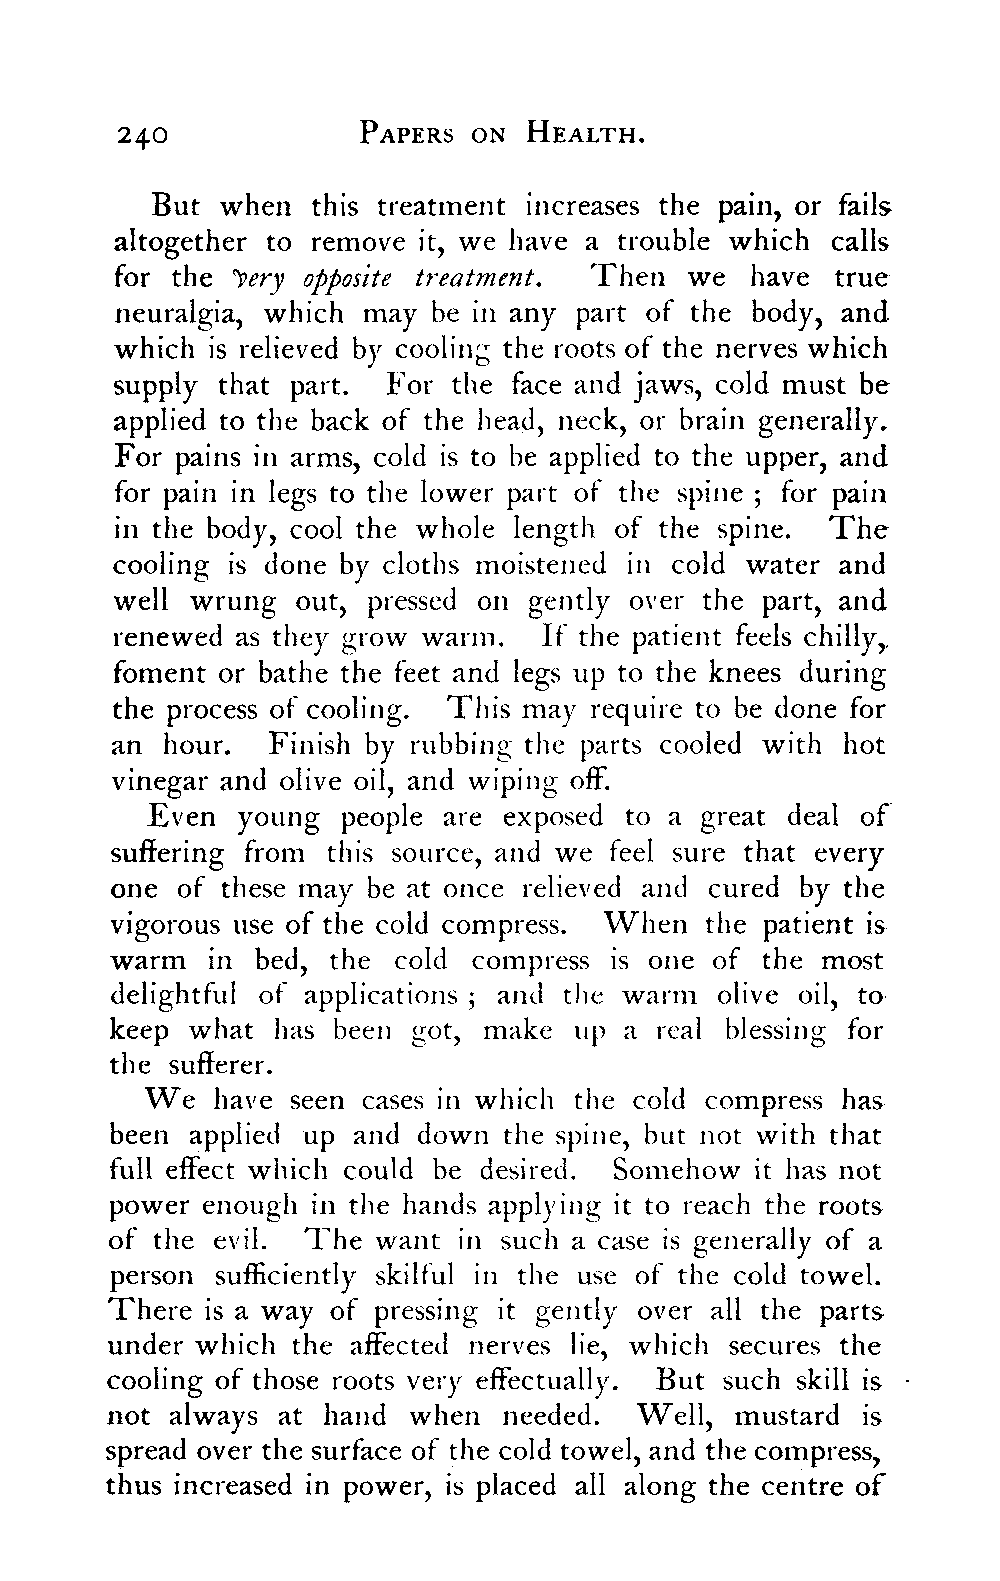 240 Papers on Health.
But when this treatment increases the pain, or fails
altogether to remove it, we have a trouble which calls
for the very opposite treatment. Then we have true
neuralgia, which may be in any part of the body, and
which is relieved by cooling the roots of the nerves which
supply that part. For the face and jaws, cold must be
applied to the back of the head, neck, or brain generally.
For pains in arms, cold is to be applied to the upper, and
for pain in legs to the lower part of the spine ; for pain
in the body, cool the whole length of the spine. The
cooling is done by cloths moistened in cold water and
well wrung out, pressed on gently over the part, and
renewed as they grow warm. If the patient feels chilly,
foment or bathe the feet and legs up to the knees during
the process of cooling. This may require to be done for
an hour. Finish by rubbing the parts cooled with hot
vinegar and olive oil, and wiping off.
Even young people are exposed to a great deal of
suffering from this source, and we feel sure that every
one of these may be at once relieved and cured by the
vigorous use of the cold compress. When the patient is
warm in bed, the cold compress is one of the most
delightful of applications ; and the warm olive oil, to
keep what has been got, make up a real blessing for
the sufferer.
We have seen cases in which the cold compress has
been applied up and down the spine, but not with that
full effect which could be desired. Somehow it has not
power enough in the hands applying it to reach the roots
of the evil. The want in such a case is generally of a
person sufficiently skilful in the use of the cold towel.
There is a way of pressing it gently over all the parts
under which the affected nerves lie, which secures the
cooling of those roots very effectually. But such skill is
not always at hand when needed. Well, mustard is
spread over the surface of the cold towel, and the compress,
thus increased in power, is placed all along the centre of